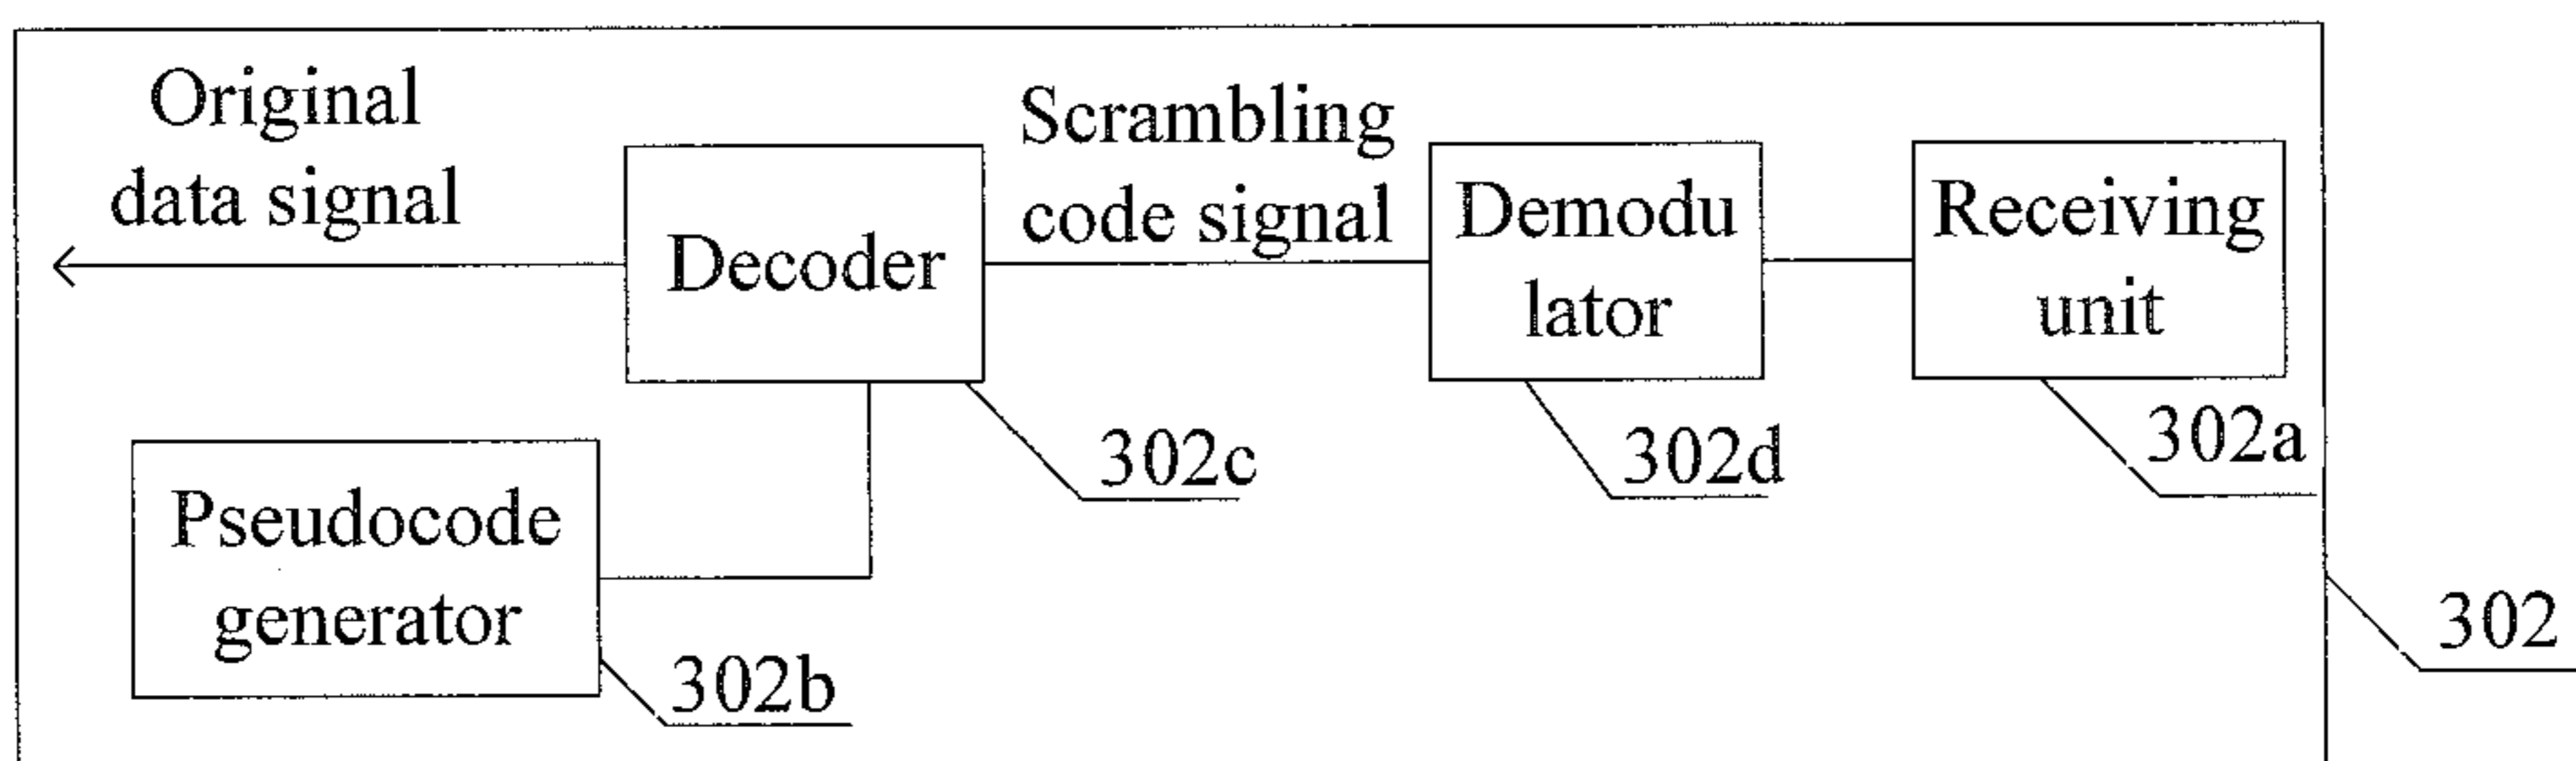 Original
data signal
Decoder
Scrambling
code signal
Demodu
lator
Receiving
unit
302c
302d
302a
Pseudocode
generator
302b
302